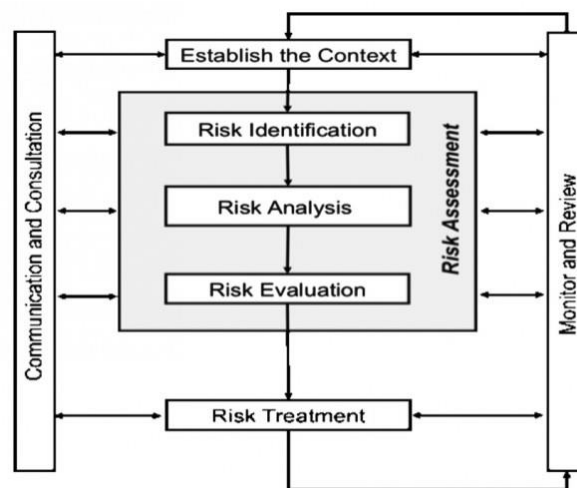 Establish the Context
Risk Identification
Risk Analysis
Risk Evaluation
Risk Treatment
Risk Assessment
Communication and Consultation
Monitor and Review